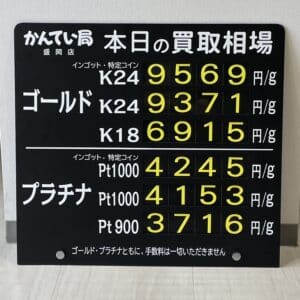 かんてい局 本日の買取相場
盛岡店
インゴット・特定コイン
K24 9569 円/g
ゴールド K24 9371 円/g
K18 6915 円/g
インゴット・特定コイン
Pt1000 4245 円/g
プラチナ Pt1000 4153 円/g
Pt900 3716 円/g
ゴールド・プラチナともに、手数料は一切いただきません